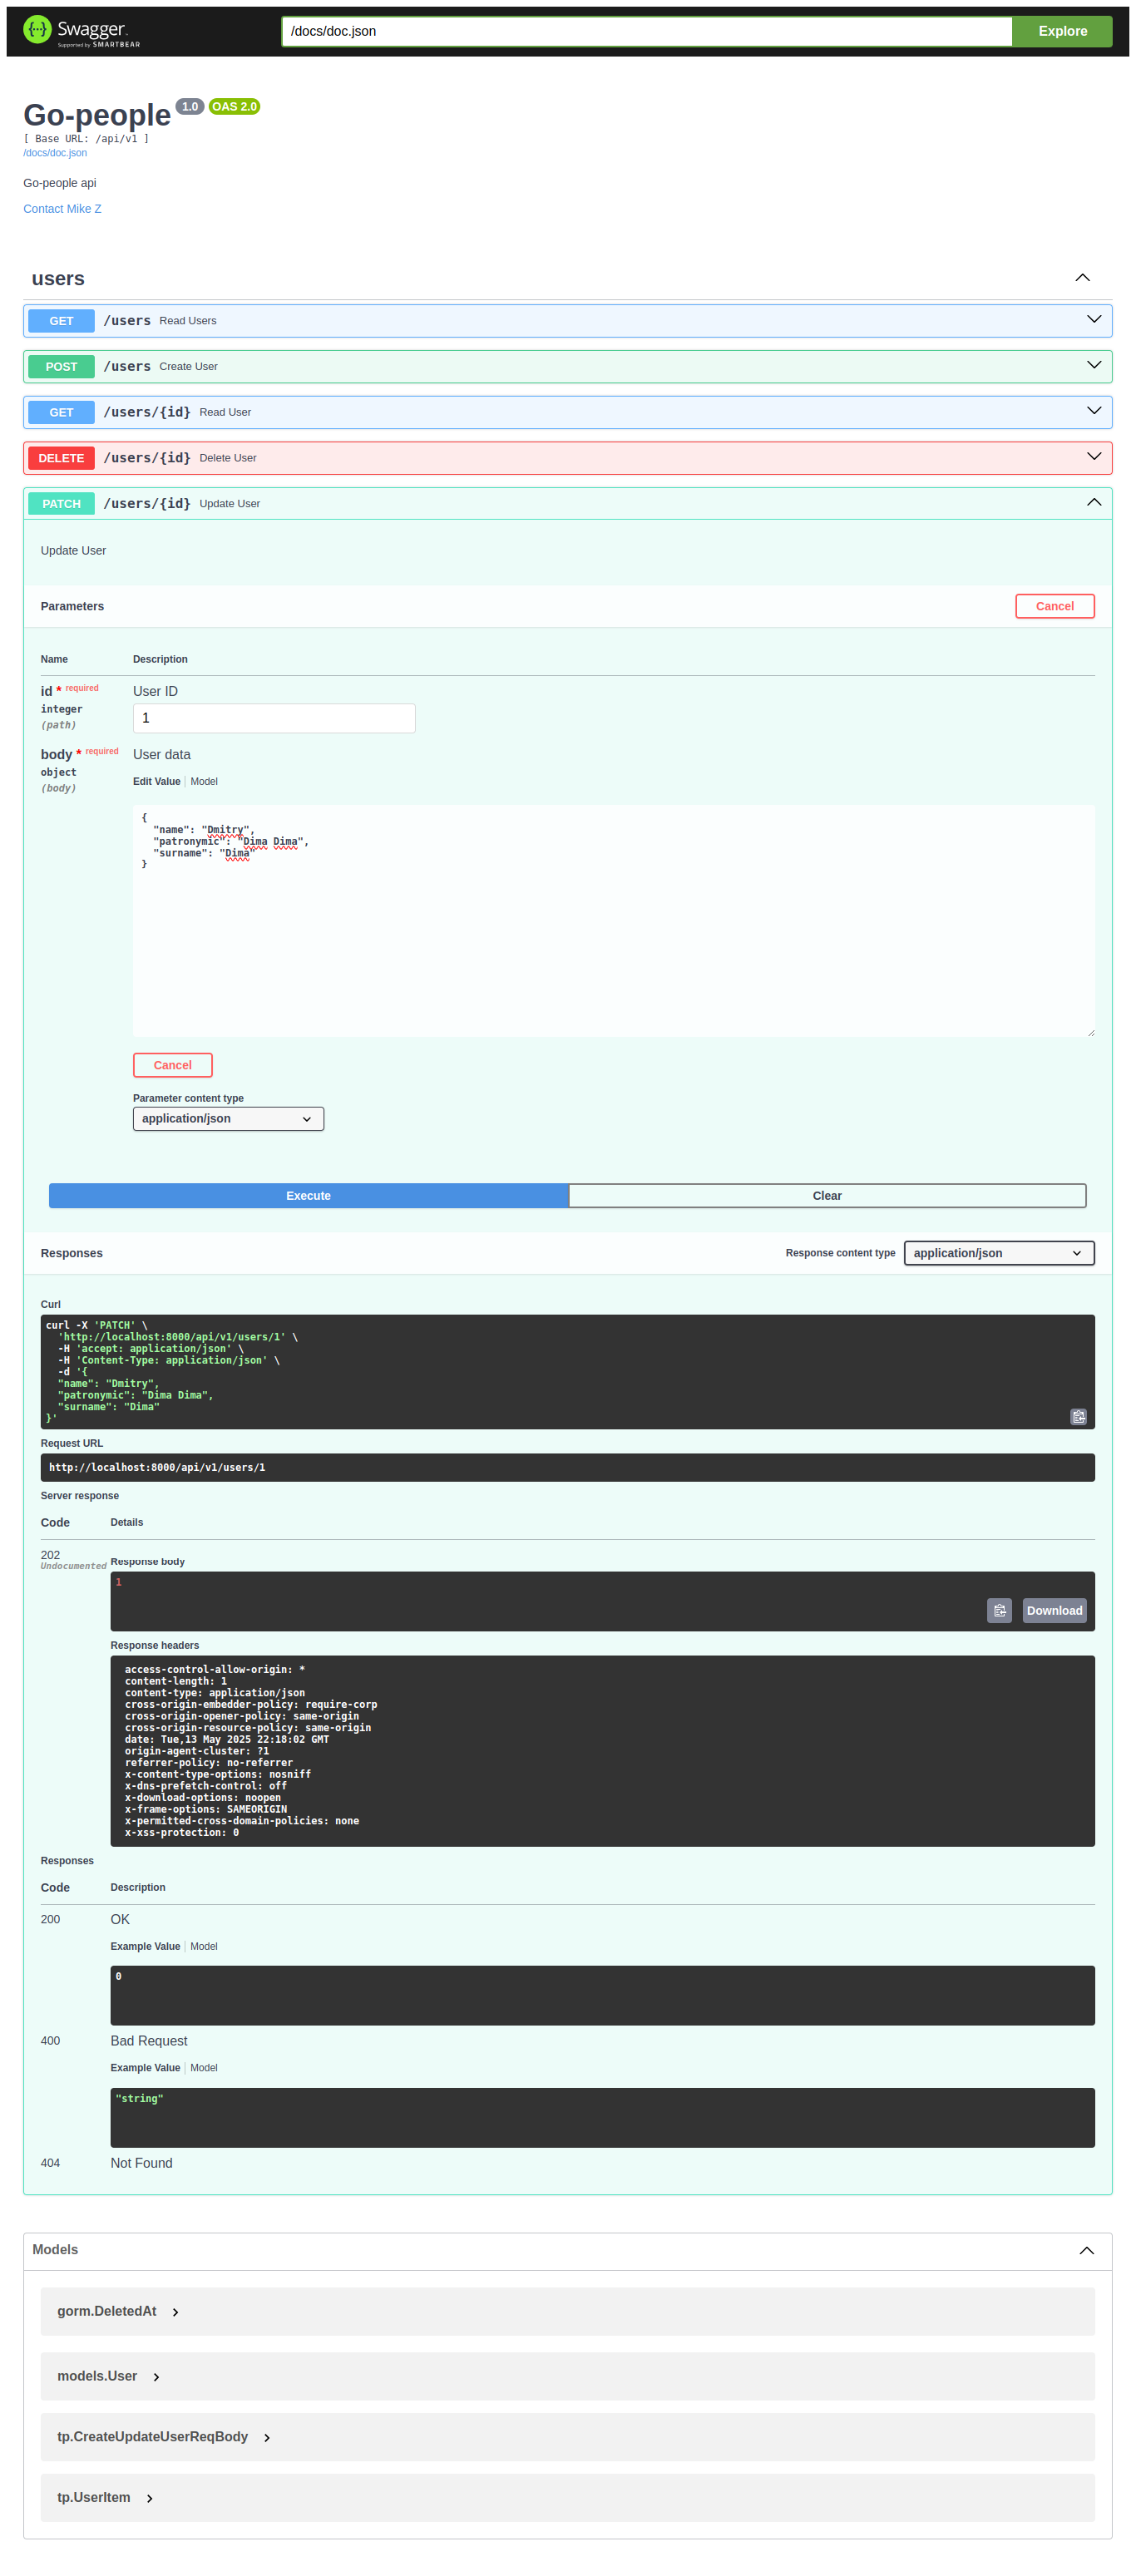 Swagger.
Supported by SMARTBEAR
/docs/doc.json
Explore
Go-people 1.0 OAS 2.0
[ Base URL: /api/v1 ]
/docs/doc.json
Go-people api
Contact Mike Z
users
GET /users Read Users
POST /users Create User
GET /users/{id} Read User
DELETE /users/{id} Delete User
PATCH /users/{id} Update User
Update User
Parameters
Cancel
Name Description
id * required
integer
(path)
User ID
1
body * required
object
(body)
User data
Edit Value | Model
{
"name": "Dmitry",
"patronymic": "Dima Dima",
"surname": "Dima"
}
Cancel
Parameter content type
application/json
Execute Clear
Responses
Response content type application/json
Curl
curl -X 'PATCH' \
'http://localhost:8000/api/v1/users/1' \
-H 'accept: application/json' \
-H 'Content-Type: application/json' \
-d '{
"name": "Dmitry",
"patronymic": "Dima Dima",
"surname": "Dima"
}'
Request URL
http://localhost:8000/api/v1/users/1
Server response
Code Details
202
Undocumented
Response body
1
Download
Response headers
access-control-allow-origin: *
content-length: 1
content-type: application/json
cross-origin-embedder-policy: require-corp
cross-origin-opener-policy: same-origin
cross-origin-resource-policy: same-origin
date: Tue,13 May 2025 22:18:02 GMT
origin-agent-cluster: ?1
referrer-policy: no-referrer
x-content-type-options: nosniff
x-dns-prefetch-control: off
x-download-options: noopen
x-frame-options: SAMEORIGIN
x-permitted-cross-domain-policies: none
x-xss-protection: 0
Responses
Code Description
200 OK
Example Value | Model
0
400 Bad Request
Example Value | Model
"string"
404 Not Found
Models
gorm.DeletedAt
models.User
tp.CreateUpdateUserReqBody
tp.UserItem